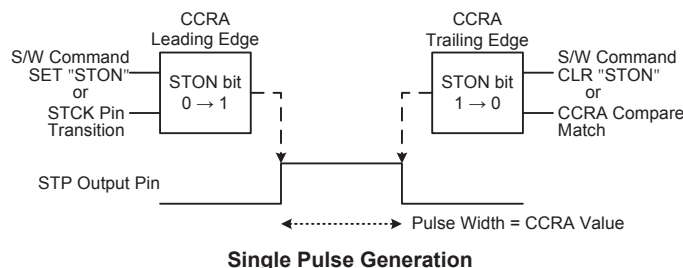 CCRA
Leading Edge
S/W Command
SET "STON"
or
STCK Pin
Transition
STON bit
0 → 1
CCRA
Trailing Edge
STON bit
1 → 0
S/W Command
CLR "STON"
or
CCRA Compare
Match
STP Output Pin
Pulse Width = CCRA Value
Single Pulse Generation